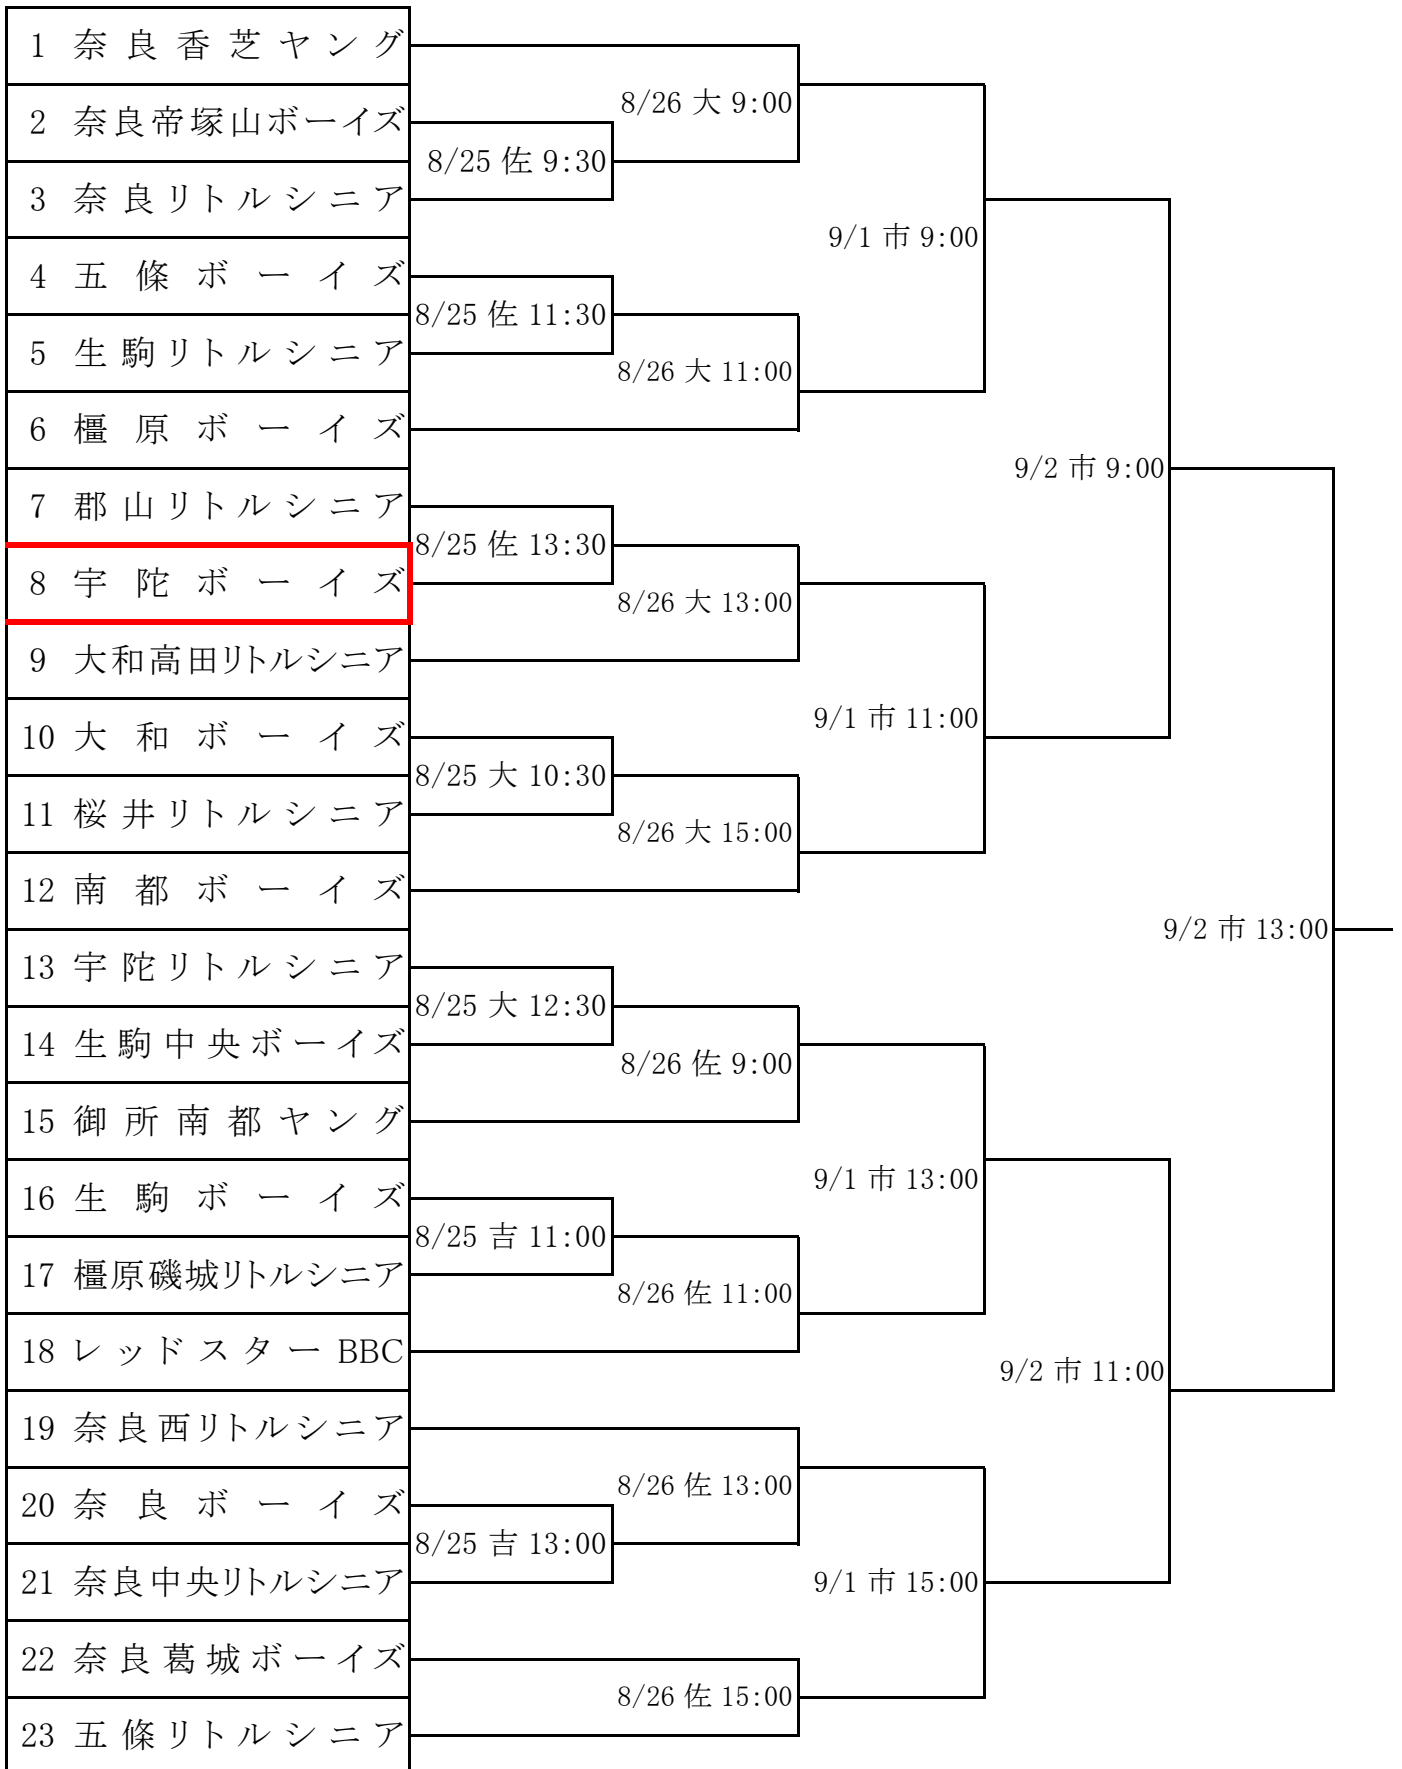 1 奈良香芝ヤング
8/26 大 9:00
2 奈良帝塚山ボーイズ
8/25 佐 9:30
3 奈良リトルシニア
9/1 市 9:00
4 五條ボーイズ
8/25 佐 11:30
5 生駒リトルシニア
8/26 大 11:00
6 橿原ボーイズ
9/2 市 9:00
7 郡山リトルシニア
8/25 佐 13:30
8 宇陀ボーイズ
8/26 大 13:00
9 大和高田リトルシニア
9/1 市 11:00
10 大和ボーイズ
8/25 大 10:30
11 桜井リトルシニア
8/26 大 15:00
12 南都ボーイズ
9/2 市 13:00
13 宇陀リトルシニア
8/25 大 12:30
14 生駒中央ボーイズ
8/26 佐 9:00
15 御所南都ヤング
9/1 市 13:00
16 生駒ボーイズ
8/25 吉 11:00
17 橿原磯城リトルシニア
8/26 佐 11:00
18 レッドスターBBC
9/2 市 11:00
19 奈良西リトルシニア
8/26 佐 13:00
20 奈良ボーイズ
8/25 吉 13:00
21 奈良中央リトルシニア
9/1 市 15:00
22 奈良葛城ボーイズ
8/26 佐 15:00
23 五條リトルシニア